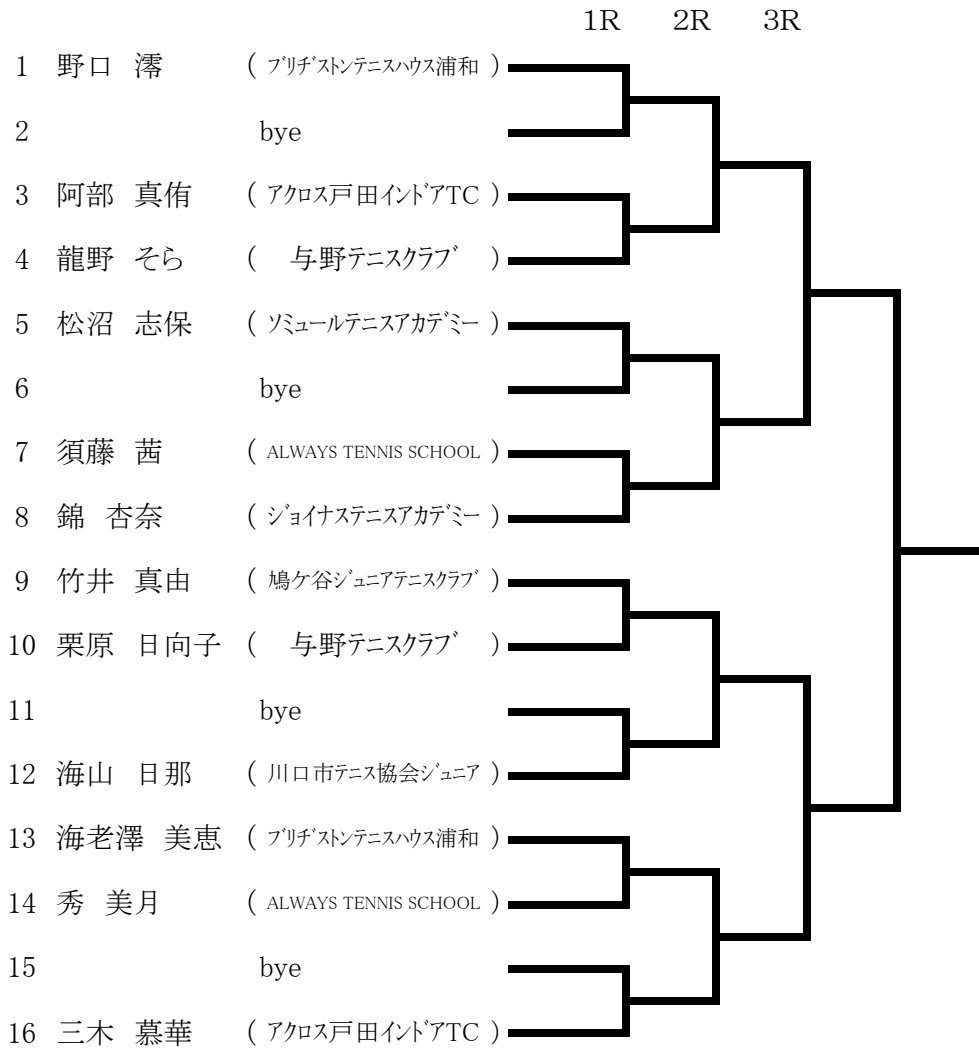 1R 2R 3R
1 野口 澪 ( ﾌﾞﾘﾁﾞｽﾄﾝﾃﾆｽﾊｳｽ浦和 )
2 bye
3 阿部 真侑 ( ｱｸﾛｽ戸田ｲﾝﾄﾞｱTC )
4 龍野 そら ( 与野ﾃﾆｽｸﾗﾌﾞ )
5 松沼 志保 ( ｿﾐｭｰﾙﾃﾆｽｱｶﾃﾞﾐｰ )
6 bye
7 須藤 茜 ( ALWAYS TENNIS SCHOOL )
8 錦 杏奈 ( ｼﾞｮｲﾅｽﾃﾆｽｱｶﾃﾞﾐｰ )
9 竹井 真由 ( 鳩ケ谷ｼﾞｭﾆｱﾃﾆｽｸﾗﾌﾞ )
10 栗原 日向子 ( 与野ﾃﾆｽｸﾗﾌﾞ )
11 bye
12 海山 日那 ( 川口市ﾃﾆｽ協会ｼﾞｭﾆｱ )
13 海老澤 美恵 ( ﾌﾞﾘﾁﾞｽﾄﾝﾃﾆｽﾊｳｽ浦和 )
14 秀 美月 ( ALWAYS TENNIS SCHOOL )
15 bye
16 三木 慕華 ( ｱｸﾛｽ戸田ｲﾝﾄﾞｱTC )